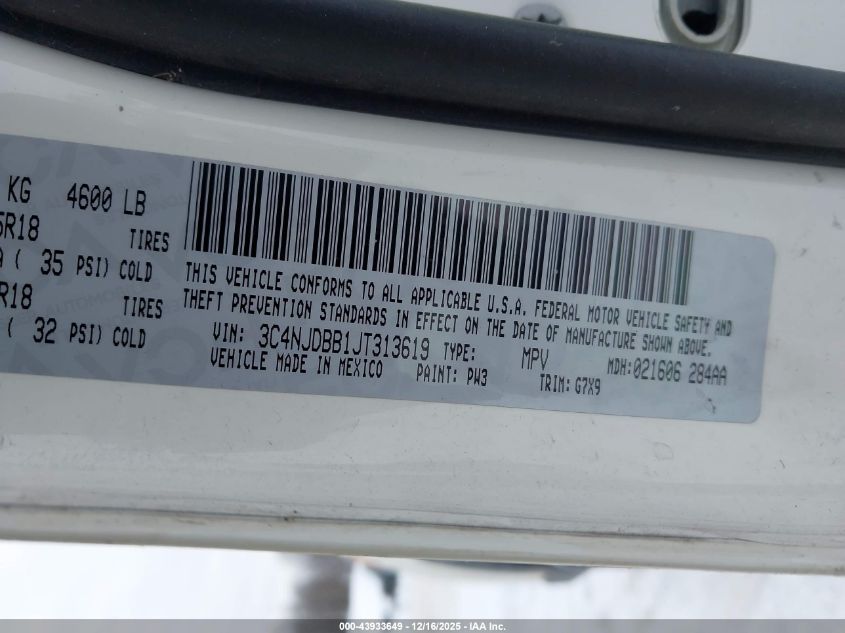 KG 4600 LB
5R18 TIRES
( 35 PSI) COLD
R18 TIRES
( 32 PSI) COLD
THIS VEHICLE CONFORMS TO ALL APPLICABLE U.S.A. FEDERAL MOTOR VEHICLE SAFETY AND
THEFT PREVENTION STANDARDS IN EFFECT ON THE DATE OF MANUFACTURE SHOWN ABOVE.
VIN: 3C4NJDBB1JT313619 TYPE: MPV MDH:021606 284AA
VEHICLE MADE IN MEXICO PAINT: PW3 TRIM: G7X9
000-43933649 - 12/16/2025 - IAA Inc.